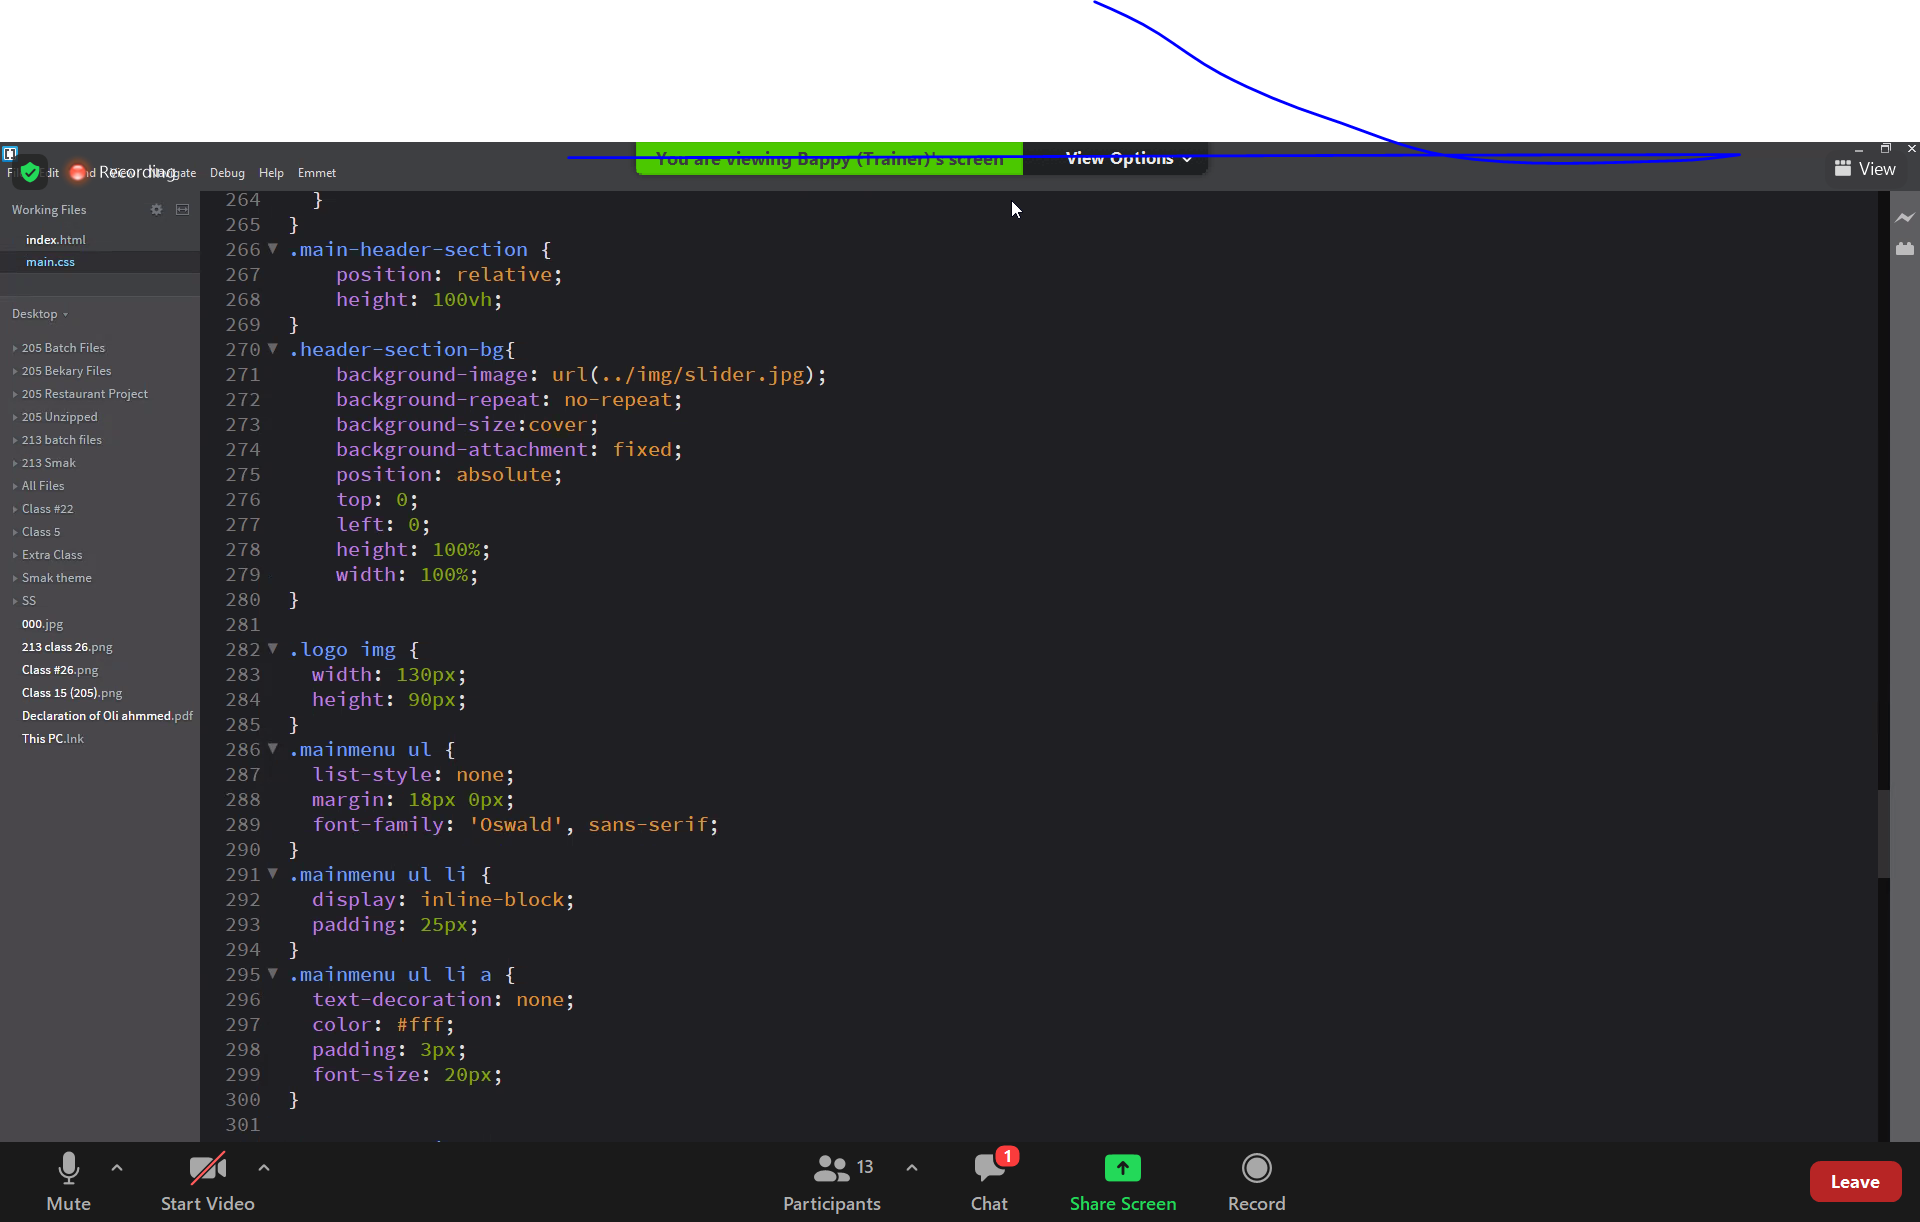 You are viewing Bappy (Trainer)'s screen
View Options
Recording
Navigate Debug Help Emmet
View
Working Files
index.html
main.css
Desktop
205 Batch Files
205 Bekary Files
205 Restaurant Project
205 Unzipped
213 batch files
213 Smak
All Files
Class #22
Class 5
Extra Class
Smak theme
SS
000.jpg
213 class 26.png
Class #26.png
Class 15 (205).png
Declaration of Oli ahmmed.pdf
This PC.lnk
264 }
265 }
266 .main-header-section {
267 position: relative;
268 height: 100vh;
269 }
270 .header-section-bg{
271 background-image: url(../img/slider.jpg);
272 background-repeat: no-repeat;
273 background-size:cover;
274 background-attachment: fixed;
275 position: absolute;
276 top: 0;
277 left: 0;
278 height: 100%;
279 width: 100%;
280 }
281
282 .logo img {
283 width: 130px;
284 height: 90px;
285 }
286 .mainmenu ul {
287 list-style: none;
288 margin: 18px 0px;
289 font-family: 'Oswald', sans-serif;
290 }
291 .mainmenu ul li {
292 display: inline-block;
293 padding: 25px;
294 }
295 .mainmenu ul li a {
296 text-decoration: none;
297 color: #fff;
298 padding: 3px;
299 font-size: 20px;
300 }
301
Mute
Start Video
13
Participants
1
Chat
Share Screen
Record
Leave